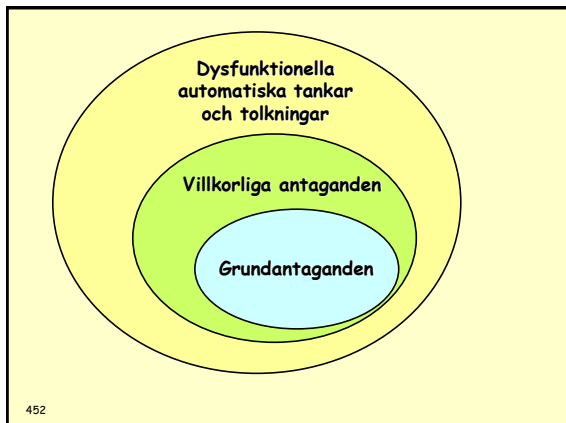 Dysfunktionella
automatiska tankar
och tolkningar
Villkorliga antaganden
Grundantaganden
452